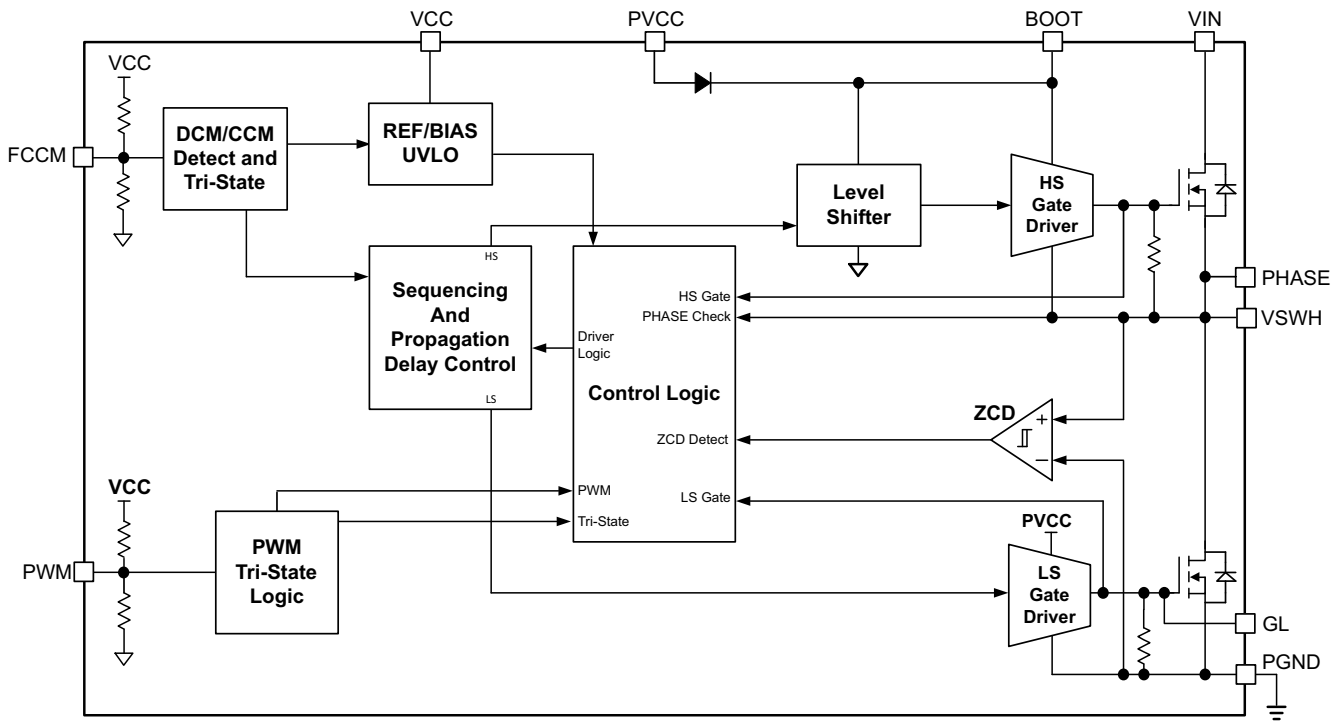 VCC
PVCC
BOOT
VIN
VCC
FCCM
DCM/CCM
Detect and
Tri-State
REF/BIAS
UVLO
Level
Shifter
HS
Gate
Driver
HS
Sequencing
And
Propagation
Delay Control
LS
HS Gate
PHASE Check
Driver
Logic
Control Logic
ZCD Detect
PWM
LS Gate
Tri-State
PHASE
VSWH
ZCD
+
−
VCC
PWM
PWM
Tri-State
Logic
PVCC
LS
Gate
Driver
GL
PGND